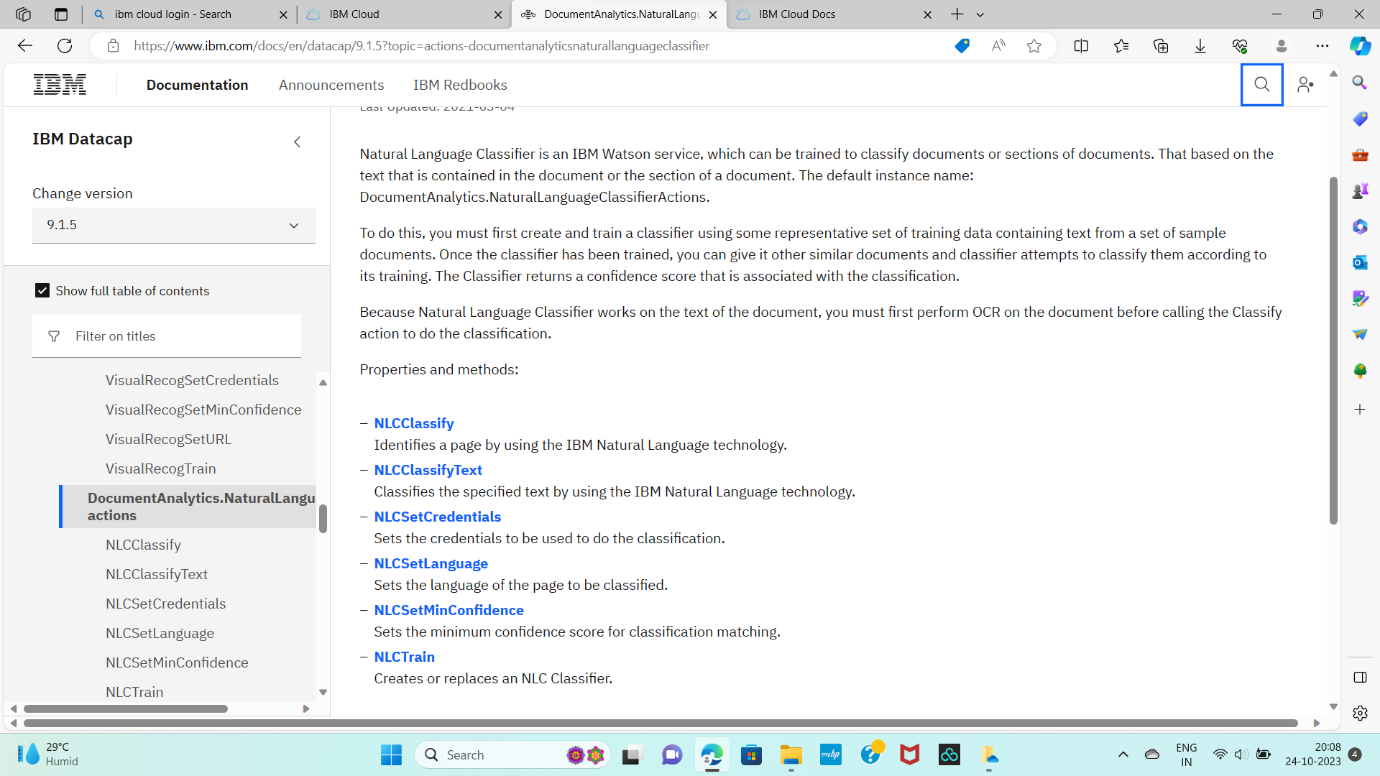 ibm cloud login - Search
IBM Cloud
DocumentAnalytics.NaturalLangu
IBM Cloud Docs
https://www.ibm.com/docs/en/datacap/9.1.5?topic=actions-documentanalyticsnaturallanguageclassifier
IBM
Documentation
Announcements
IBM Redbooks
Last Updated: 2021-03-04
IBM Datacap
Change version
9.1.5
Show full table of contents
Filter on titles
VisualRecogSetCredentials
VisualRecogSetMinConfidence
VisualRecogSetURL
VisualRecogTrain
DocumentAnalytics.NaturalLangu
actions
NLCClassify
NLCClassifyText
NLCSetCredentials
NLCSetLanguage
NLCSetMinConfidence
NLCTrain
Natural Language Classifier is an IBM Watson service, which can be trained to classify documents or sections of documents. That based on the
text that is contained in the document or the section of a document. The default instance name:
DocumentAnalytics.NaturalLanguageClassifierActions.
To do this, you must first create and train a classifier using some representative set of training data containing text from a set of sample
documents. Once the classifier has been trained, you can give it other similar documents and classifier attempts to classify them according to
its training. The Classifier returns a confidence score that is associated with the classification.
Because Natural Language Classifier works on the text of the document, you must first perform OCR on the document before calling the Classify
action to do the classification.
Properties and methods:
– NLCClassify
Identifies a page by using the IBM Natural Language technology.
– NLCClassifyText
Classifies the specified text by using the IBM Natural Language technology.
– NLCSetCredentials
Sets the credentials to be used to do the classification.
– NLCSetLanguage
Sets the language of the page to be classified.
– NLCSetMinConfidence
Sets the minimum confidence score for classification matching.
– NLCTrain
Creates or replaces an NLC Classifier.
29°C
Humid
Search
myhp
ENG
IN
20:08
24-10-2023
4